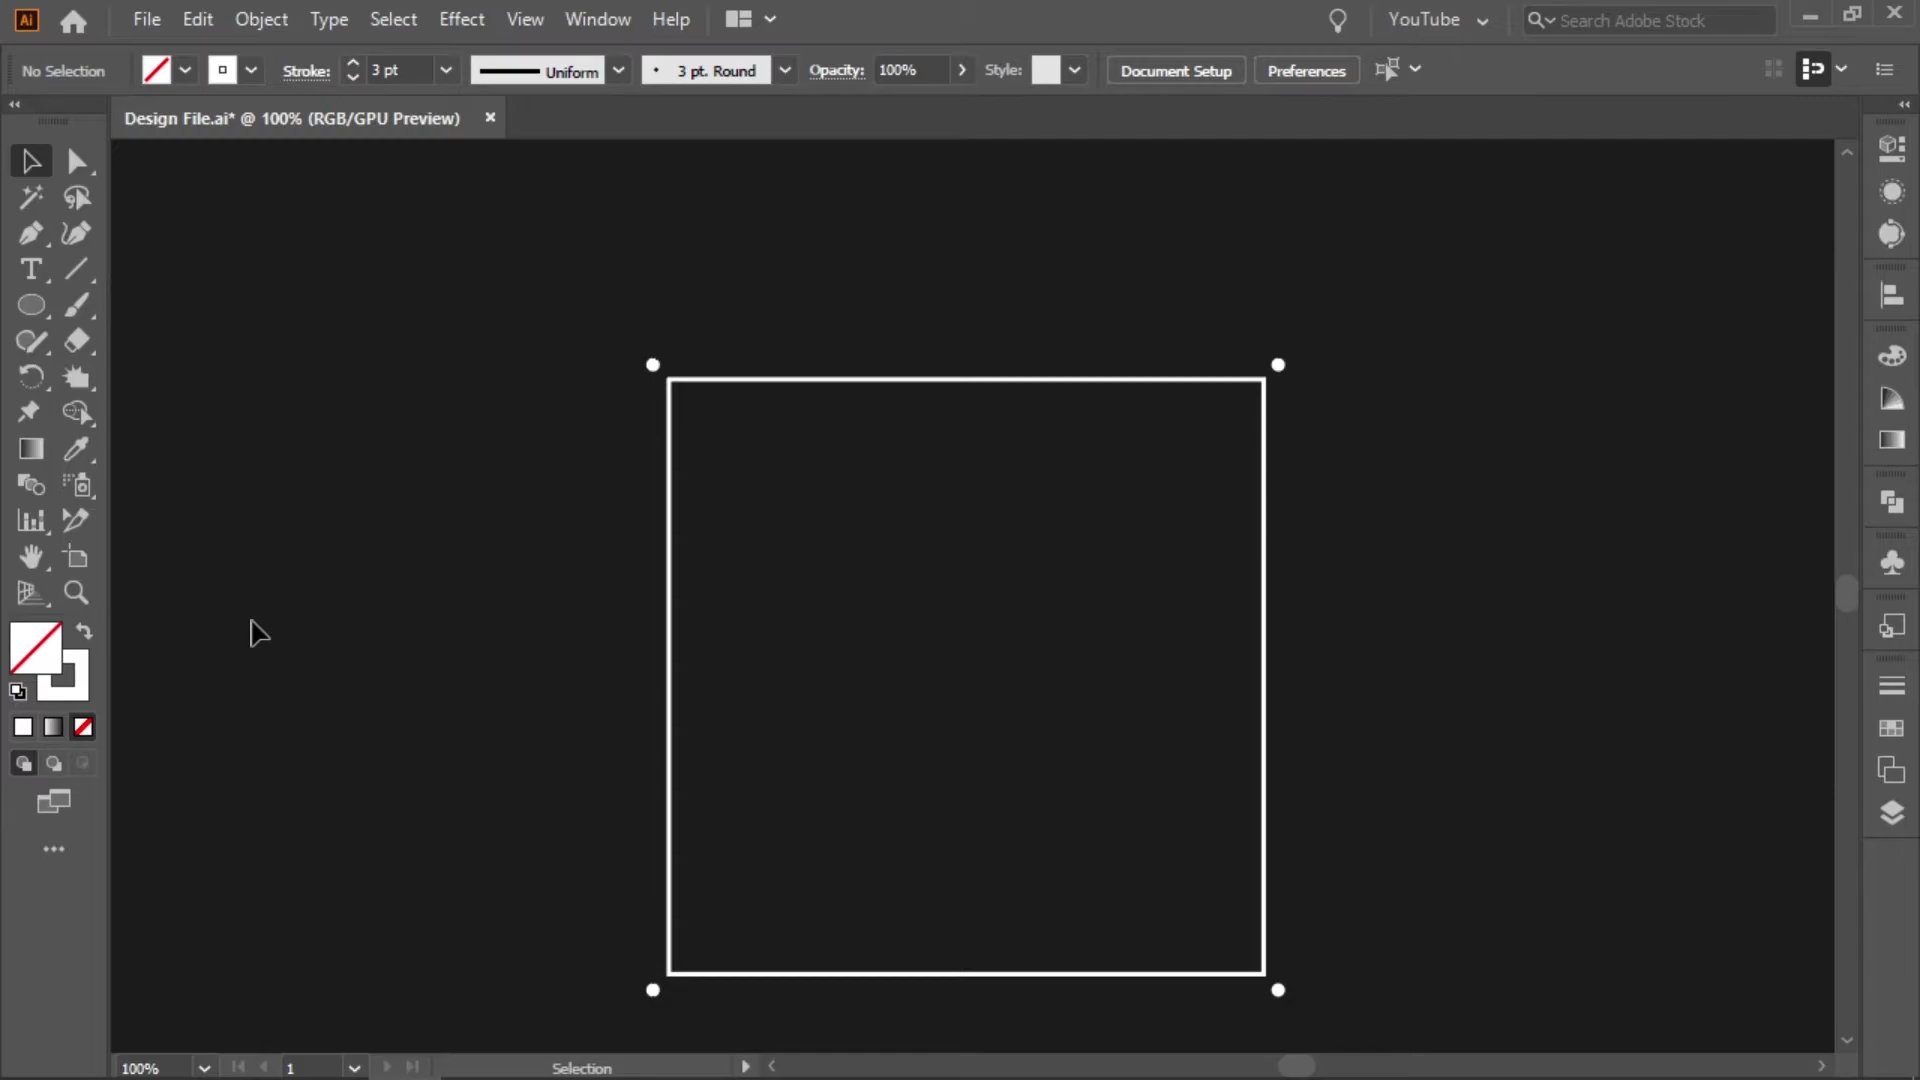 Ai File Edit Object Type Select Effect View Window Help YouTube Search Adobe Stock
No Selection Stroke: 3 pt Uniform 3 pt. Round Opacity: 100% Style: Document Setup Preferences
Design File.ai* @ 100% (RGB/GPU Preview)
T
100% 1 Selection